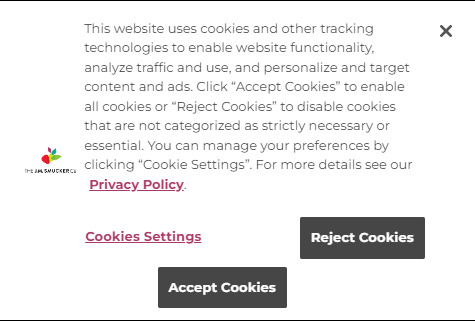 This website uses cookies and other tracking
technologies to enable website functionality,
analyze traffic and use, and personalize and target
content and ads. Click “Accept Cookies” to enable
all cookies or “Reject Cookies” to disable cookies
that are not categorized as strictly necessary or
essential. You can manage your preferences by
clicking “Cookie Settings”. For more details see our
Privacy Policy.
THE J.M. SMUCKER CO.
Cookies Settings
Reject Cookies
Accept Cookies